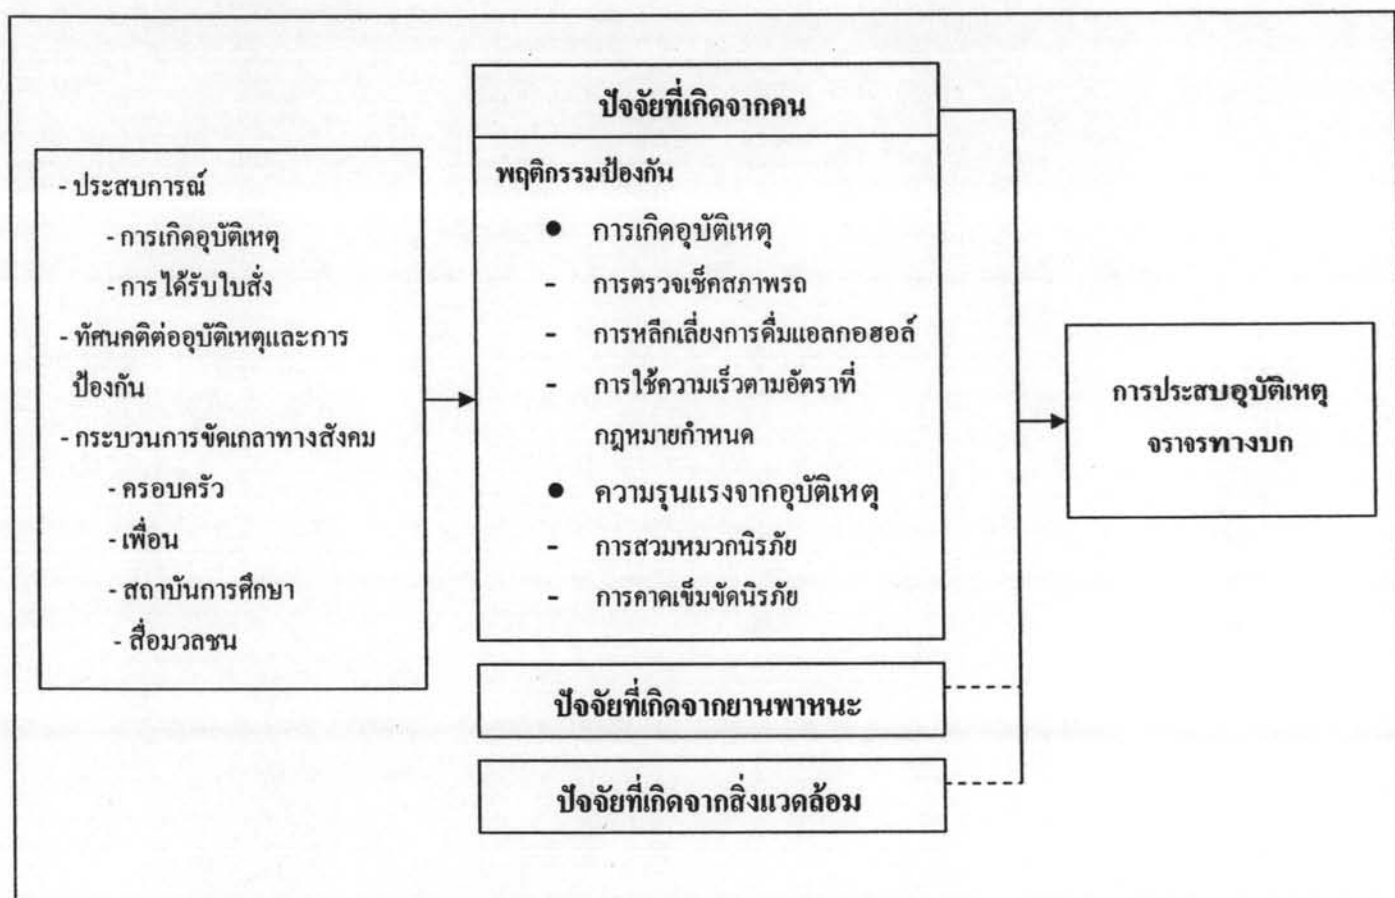 - ประสบการณ์
- การเกิดอุบัติเหตุ
- การได้รับใบสั่ง
- ทัศนคติต่ออุบัติเหตุและการ
ป้องกัน
- กระบวนการขัดเกลาทางสังคม
- ครอบครัว
- เพื่อน
- สถาบันการศึกษา
- สื่อมวลชน
ปัจจัยที่เกิดจากคน
พฤติกรรมป้องกัน
● การเกิดอุบัติเหตุ
- การตรวจเช็คสภาพรถ
- การหลีกเลี่ยงการดื่มแอลกอฮอล์
- การใช้ความเร็วตามอัตราที่
กฎหมายกำหนด
● ความรุนแรงจากอุบัติเหตุ
- การสวมหมวกนิรภัย
- การคาดเข็มขัดนิรภัย
ปัจจัยที่เกิดจากยานพาหนะ
ปัจจัยที่เกิดจากสิ่งแวดล้อม
การประสบอุบัติเหตุ
จราจรทางบก